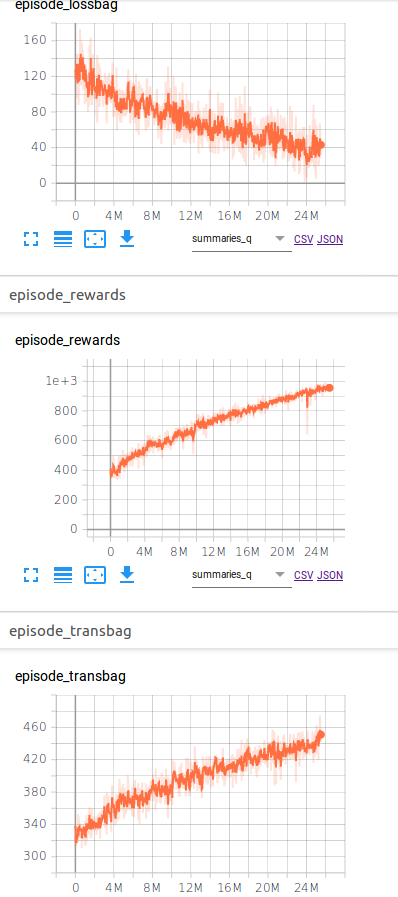 episode_lossbag
160
120
80
40
0
0 4M 8M 12M 16M 20M 24M
summaries_q CSV JSON
episode_rewards
episode_rewards
1e+3
800
600
400
200
0
0 4M 8M 12M 16M 20M 24M
summaries_q CSV JSON
episode_transbag
episode_transbag
460
420
380
340
300
0 4M 8M 12M 16M 20M 24M